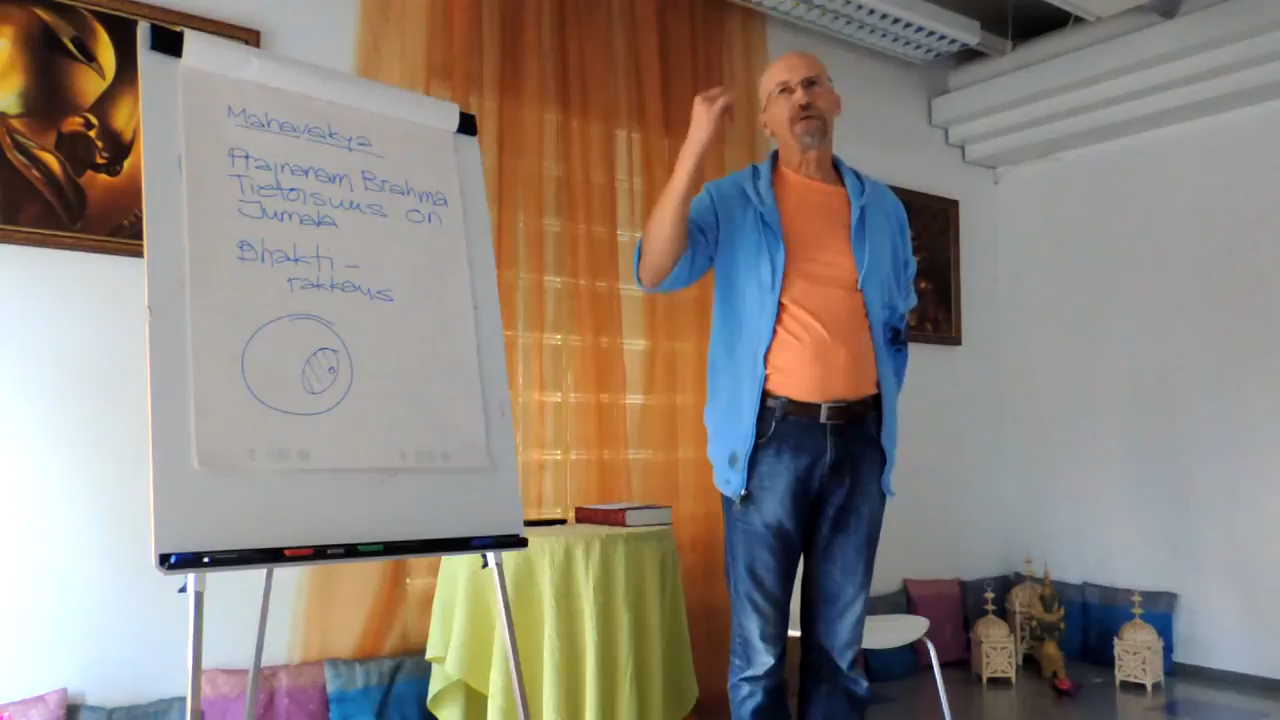 Mahavakya
Prajnanam Brahma
Tietoisuus on
Jumala
Bhakti -
rakkaus